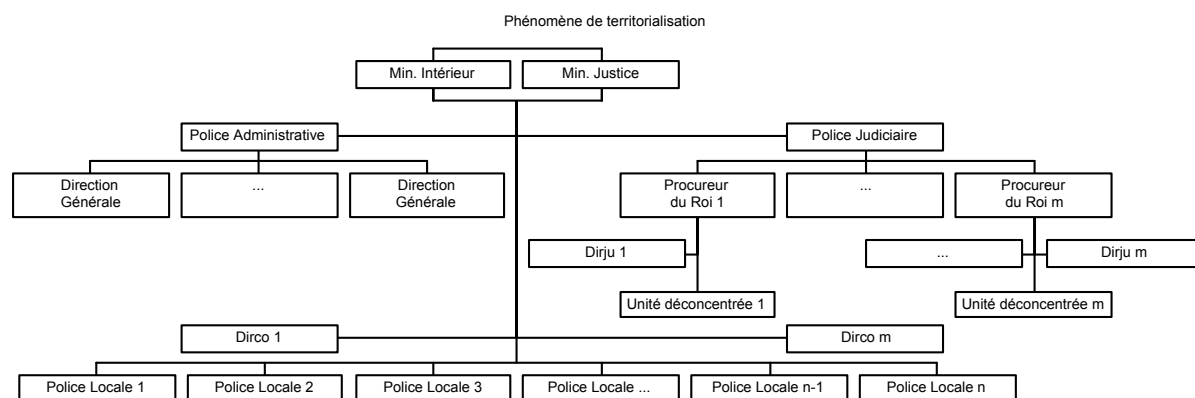 Phénomène de territorialisation
Min. Intérieur
Min. Justice
Police Administrative
Police Judiciaire
Direction
Générale
...
Direction
Générale
Procureur
du Roi 1
...
Procureur
du Roi m
Dirju 1
...
Dirju m
Unité déconcentrée 1
Unité déconcentrée m
Dirco 1
Dirco m
Police Locale 1
Police Locale 2
Police Locale 3
Police Locale ...
Police Locale n-1
Police Locale n